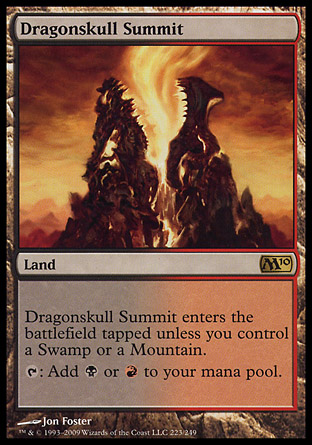 Dragonskull Summit
Land
M10
Dragonskull Summit enters the
battlefield tapped unless you control
a Swamp or a Mountain.
: Add or to your mana pool.
Jon Foster
™ & © 1993–2009 Wizards of the Coast LLC 223/249